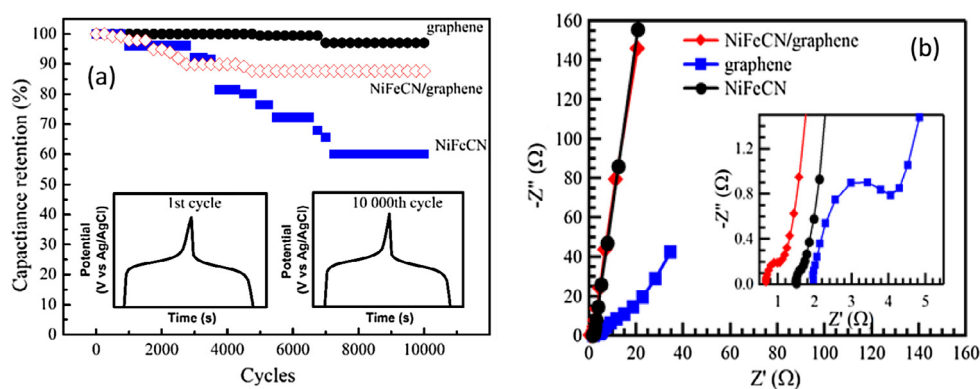 (a)
Capactiance retention (%)
100
90
80
70
60
50
40
30
20
10
0
graphene
NiFeCN/graphene
NiFeCN
1st cycle
Potential
(V vs Ag/AgCl)
Time (s)
10 000th cycle
Potential
(V vs Ag/AgCl)
Time (s)
0 2000 4000 6000 8000 10000
Cycles
(b)
-Z'' (Ω)
160
140
120
100
80
60
40
20
0
NiFeCN/graphene
graphene
NiFeCN
-Z'' (Ω)
1.2
0.8
0.4
0.0
1 2 3 4 5
Z' (Ω)
0 20 40 60 80 100 120 140 160
Z' (Ω)